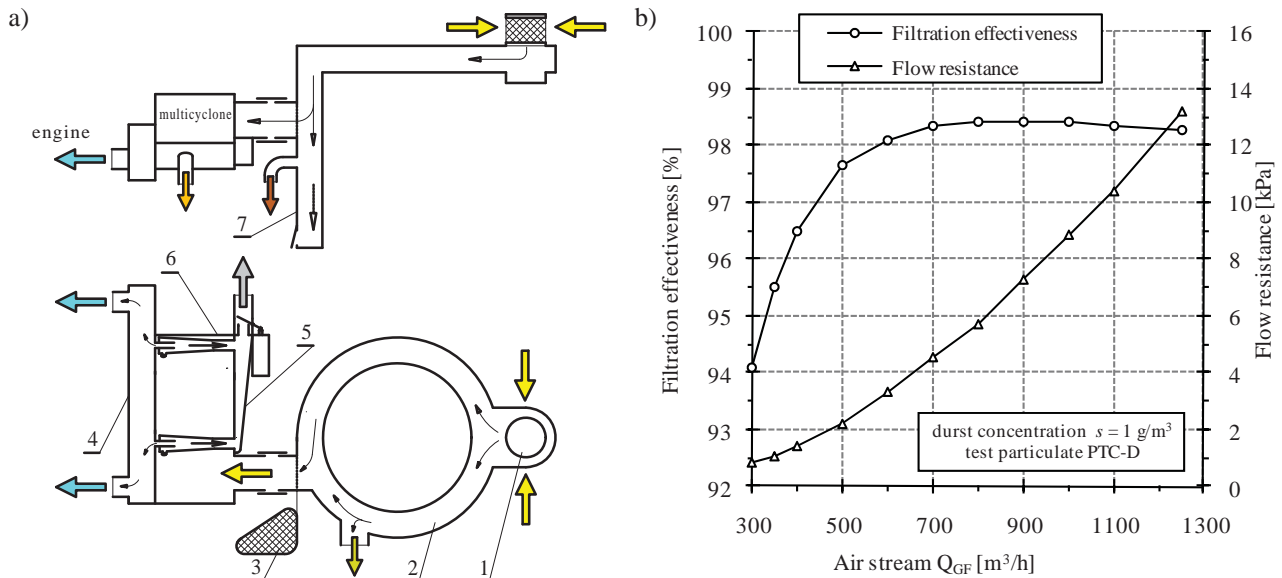 a)
multicyclone
engine
7
6
5
4
3
2
1
b)
Filtration effectiveness
Flow resistance
100
99
98
97
96
95
94
93
92
Filtration effectiveness [%]
16
14
12
10
8
6
4
2
0
Flow resistance [kPa]
durst concentration s = 1 g/m³
test particulate PTC-D
300
500
700
900
1100
1300
Air stream Q_GF [m³/h]